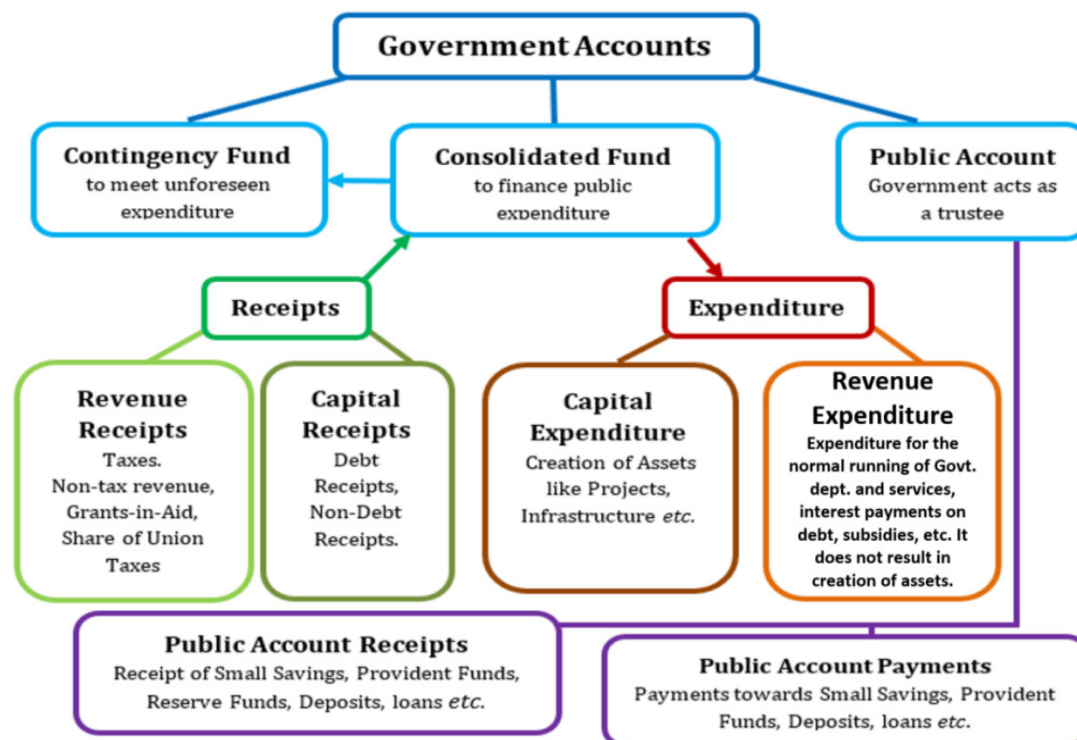 Government Accounts
Contingency Fund
to meet unforeseen
expenditure
Consolidated Fund
to finance public
expenditure
Public Account
Government acts as
a trustee
Receipts
Expenditure
Revenue
Receipts
Taxes.
Non-tax revenue,
Grants-in-Aid,
Share of Union
Taxes
Capital
Receipts
Debt
Receipts,
Non-Debt
Receipts.
Capital
Expenditure
Creation of Assets
like Projects,
Infrastructure etc.
Revenue
Expenditure
Expenditure for the
normal running of Govt.
dept. and services,
interest payments on
debt, subsidies, etc. It
does not result in
creation of assets.
Public Account Receipts
Receipt of Small Savings, Provident Funds,
Reserve Funds, Deposits, loans etc.
Public Account Payments
Payments towards Small Savings, Provident
Funds, Deposits, loans etc.